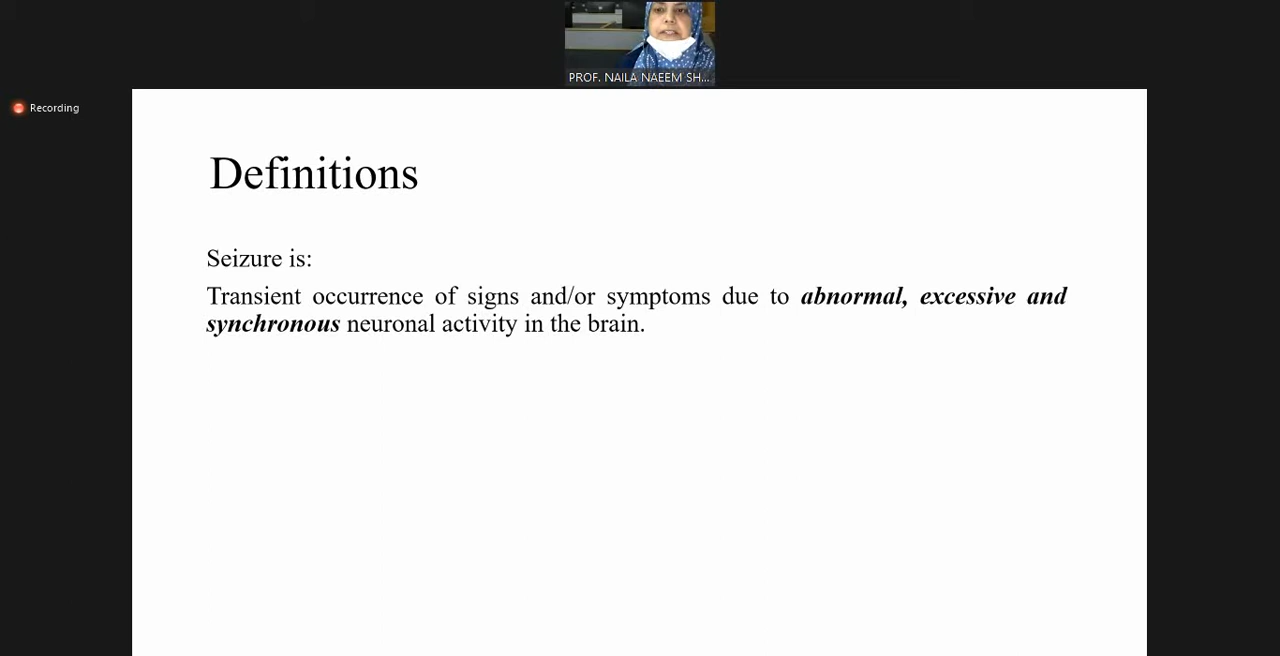 PROF. NAILA NAEEM SH...
Recording
Definitions
Seizure is:
Transient occurrence of signs and/or symptoms due to abnormal, excessive and
synchronous neuronal activity in the brain.